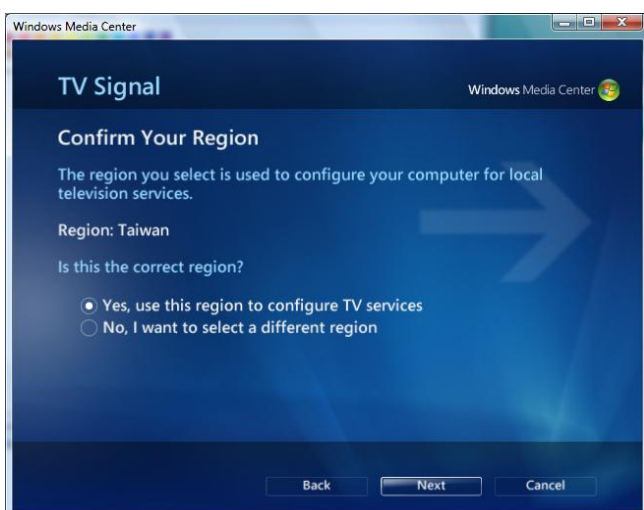 Windows Media Center
TV Signal
Windows Media Center
Confirm Your Region
The region you select is used to configure your computer for local
television services.
Region: Taiwan
Is this the correct region?
Yes, use this region to configure TV services
No, I want to select a different region
Back Next Cancel